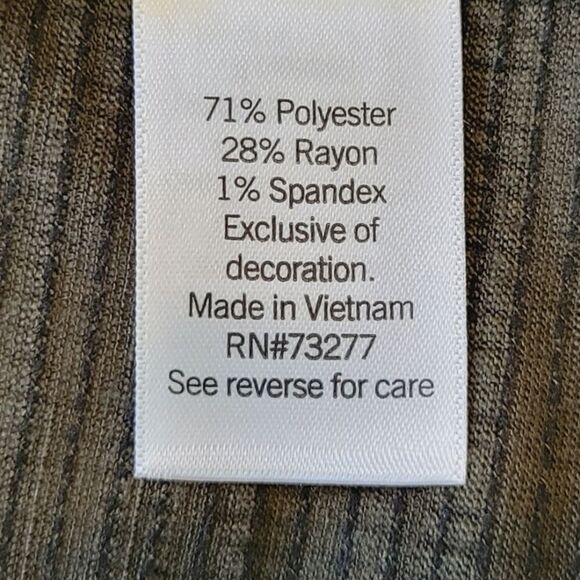 71% Polyester
28% Rayon
1% Spandex
Exclusive of
decoration.
Made in Vietnam
RN#73277
See reverse for care